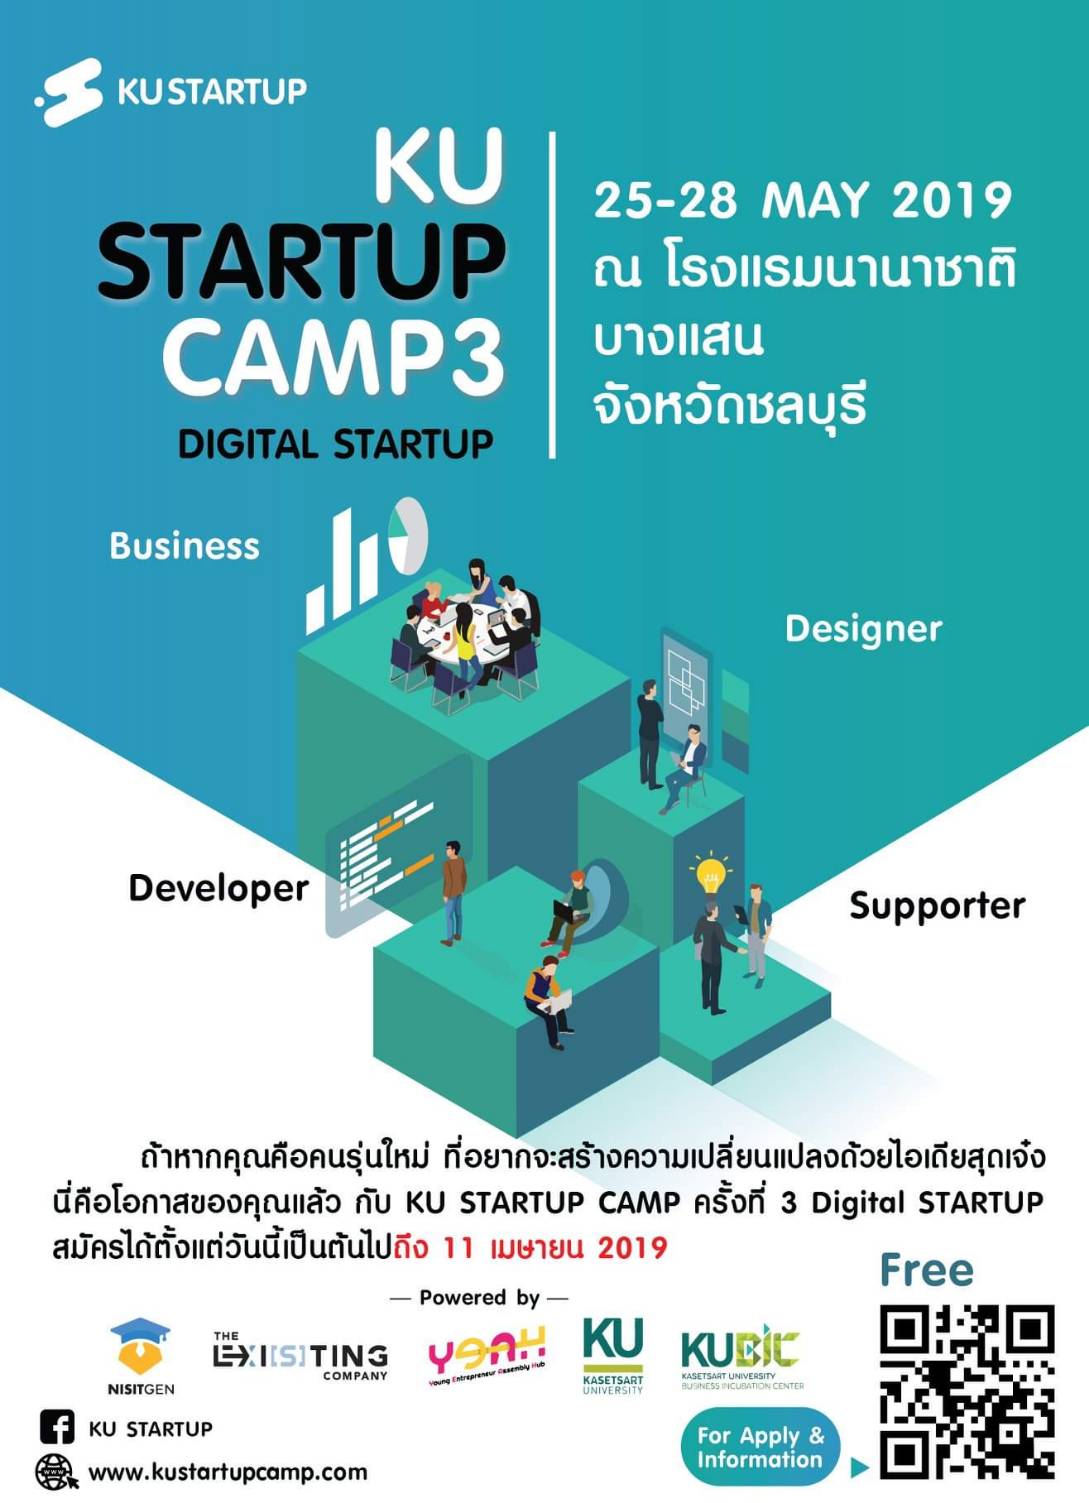 KU STARTUP
KU
STARTUP
CAMP3
DIGITAL STARTUP
25-28 MAY 2019
ณ โรงแรมนานาชาติ
บางแสน
จังหวัดชลบุรี
Business
Designer
Developer
Supporter
ถ้าหากคุณคือคนรุ่นใหม่ ที่อยากจะสร้างความเปลี่ยนแปลงด้วยไอเดียสุดเจ๋ง
นี่คือโอกาสของคุณแล้ว กับ KU STARTUP CAMP ครั้งที่ 3 Digital STARTUP
สมัครได้ตั้งแต่วันนี้เป็นต้นไปถึง 11 เมษายน 2019
Free
— Powered by —
NISITGEN
THE
EXI[S]TING
COMPANY
YEAH
Young Entrepreneur Assembly Hub
KU
KASETSART
UNIVERSITY
KUBIC
KASETSART UNIVERSITY
BUSINESS INCUBATION CENTER
KU STARTUP
www
www.kustartupcamp.com
For Apply &
Information